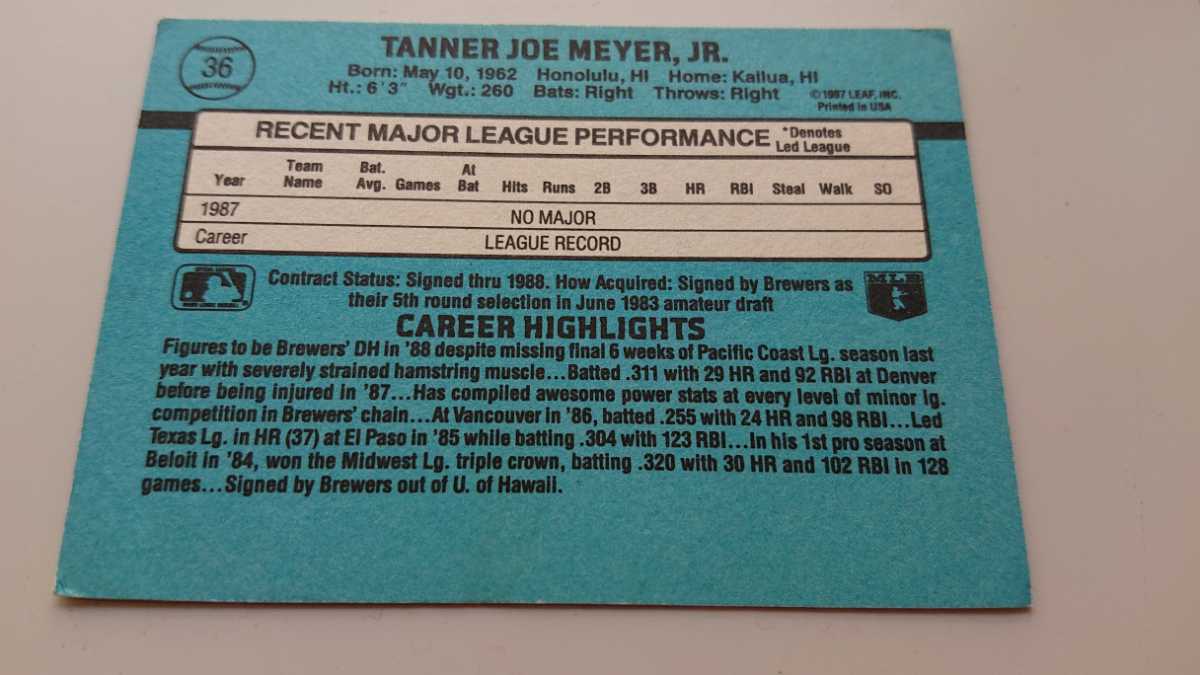 36
TANNER JOE MEYER, JR.
Born: May 10, 1962 Honolulu, HI Home: Kailua, HI
Ht.: 6'3" Wgt.: 260 Bats: Right Throws: Right
©1987 LEAF, INC.
Printed in USA
RECENT MAJOR LEAGUE PERFORMANCE
*Denotes
Led League
Year Team Name Bat. Avg. Games At Bat Hits Runs 2B 3B HR RBI Steal Walk SO
1987 NO MAJOR
Career LEAGUE RECORD
Contract Status: Signed thru 1988. How Acquired: Signed by Brewers as
their 5th round selection in June 1983 amateur draft
MLB
CAREER HIGHLIGHTS
Figures to be Brewers' DH in '88 despite missing final 6 weeks of Pacific Coast Lg. season last
year with severely strained hamstring muscle...Batted .311 with 29 HR and 92 RBI at Denver
before being injured in '87...Has compiled awesome power stats at every level of minor lg.
competition in Brewers' chain...At Vancouver in '86, batted .255 with 24 HR and 98 RBI...Led
Texas Lg. in HR (37) at El Paso in '85 while batting .304 with 123 RBI...In his 1st pro season at
Beloit in '84, won the Midwest Lg. triple crown, batting .320 with 30 HR and 102 RBI in 128
games...Signed by Brewers out of U. of Hawaii.